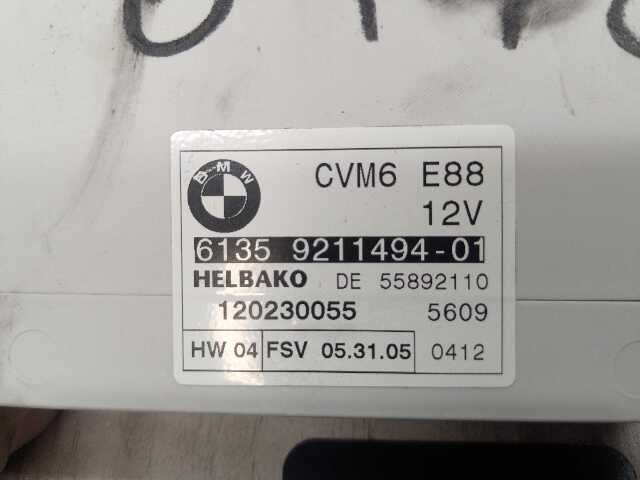 BMW
CVM6 E88
12V
6135 9211494-01
HELBAKO DE 55892110
120230055 5609
HW 04 FSV 05.31.05 0412